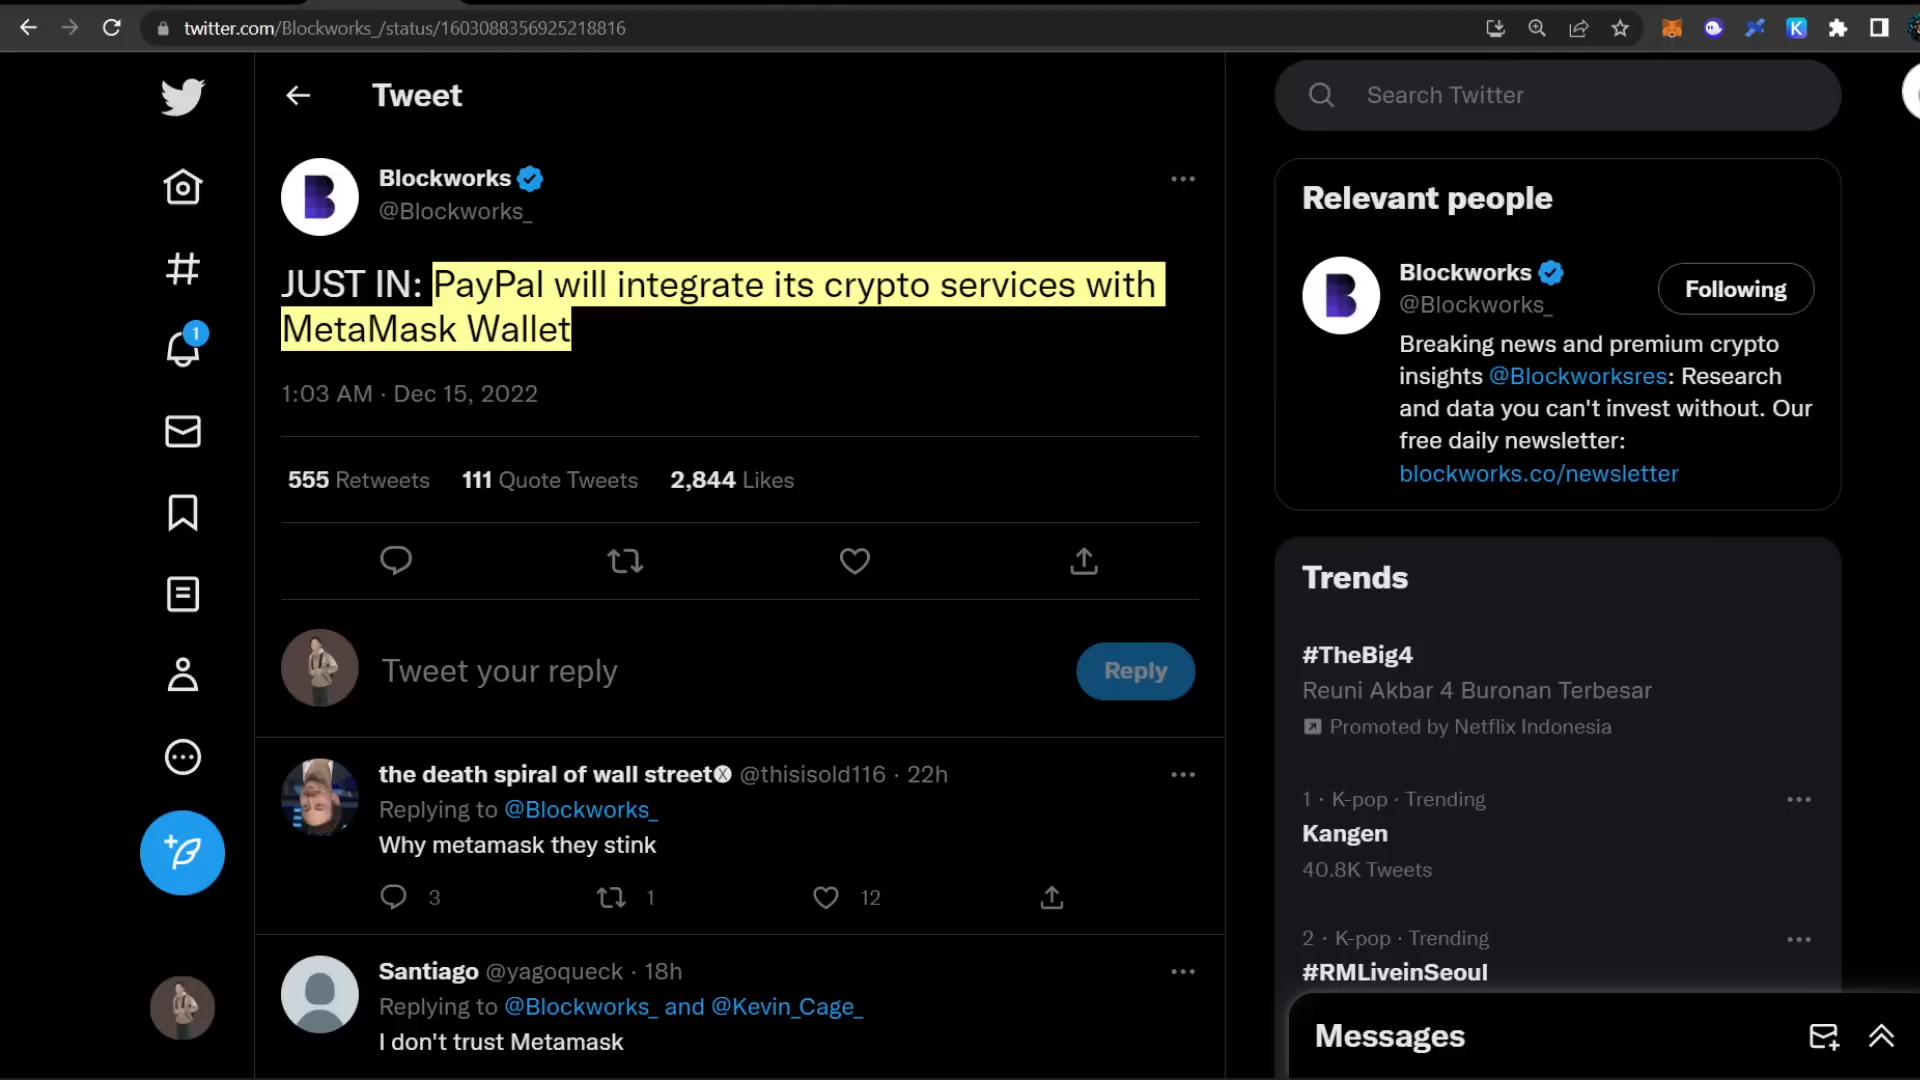 twitter.com/Blockworks_/status/1603088356925218816
Tweet
Search Twitter
Blockworks
@Blockworks_
JUST IN: PayPal will integrate its crypto services with
MetaMask Wallet
1:03 AM · Dec 15, 2022
555 Retweets 111 Quote Tweets 2,844 Likes
Tweet your reply
Reply
the death spiral of wall street @thisisold116 · 22h
Replying to @Blockworks_
Why metamask they stink
3 1 12
Santiago @yagoqueck · 18h
Replying to @Blockworks_ and @Kevin_Cage_
I don't trust Metamask
1
Relevant people
Blockworks
@Blockworks_
Following
Breaking news and premium crypto
insights @Blockworksres: Research
and data you can't invest without. Our
free daily newsletter:
blockworks.co/newsletter
Trends
#TheBig4
Reuni Akbar 4 Buronan Terbesar
Promoted by Netflix Indonesia
1 · K-pop · Trending
Kangen
40.8K Tweets
2 · K-pop · Trending
#RMLiveinSeoul
Messages